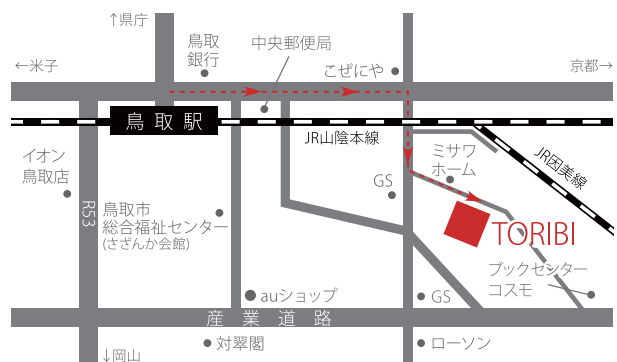 ↑県庁
鳥取
銀行
中央郵便局
こぜにや
←米子
京都→
鳥取駅
JR山陰本線
JR因美線
イオン
鳥取店
R53
鳥取市
総合福祉センター
(さざんか会館)
GS
ミサワ
ホーム
TORIBI
ブックセンター
コスモ
auショップ
GS
産業道路
対翠閣
ローソン
↓岡山